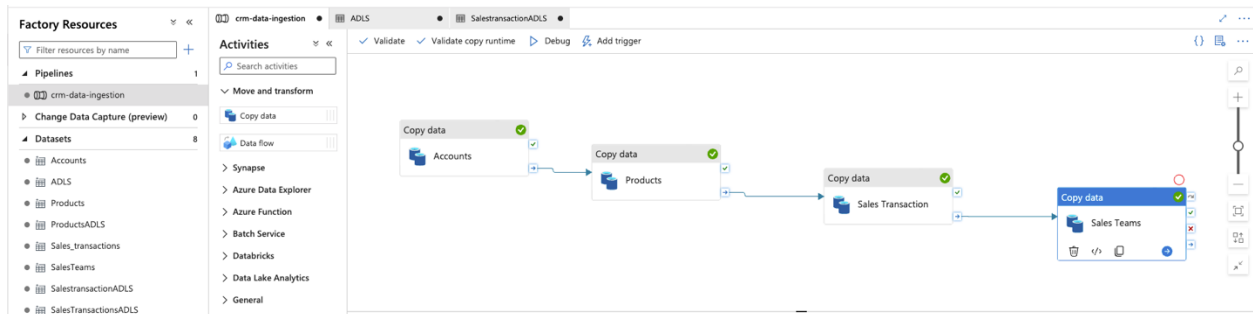 Factory Resources
Filter resources by name
Pipelines 1
crm-data-ingestion
Change Data Capture (preview) 0
Datasets 8
Accounts
ADLS
Products
ProductsADLS
Sales_transactions
SalesTeams
SalestransactionADLS
SalesTransactionsADLS
crm-data-ingestion
ADLS
SalestransactionADLS
Activities
Search activities
Move and transform
Copy data
Data flow
Synapse
Azure Data Explorer
Azure Function
Batch Service
Databricks
Data Lake Analytics
General
Validate Validate copy runtime Debug Add trigger
Copy data
Accounts
Copy data
Products
Copy data
Sales Transaction
Copy data
Sales Teams